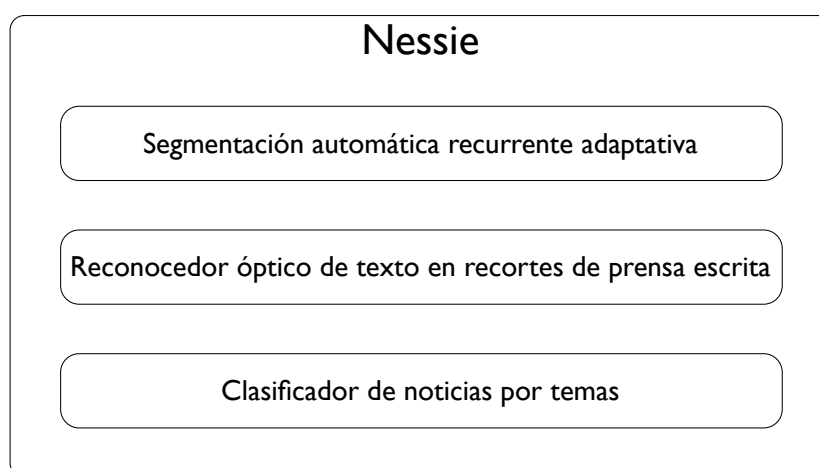 Nessie
Segmentación automática recurrente adaptativa
Reconocedor óptico de texto en recortes de prensa escrita
Clasificador de noticias por temas